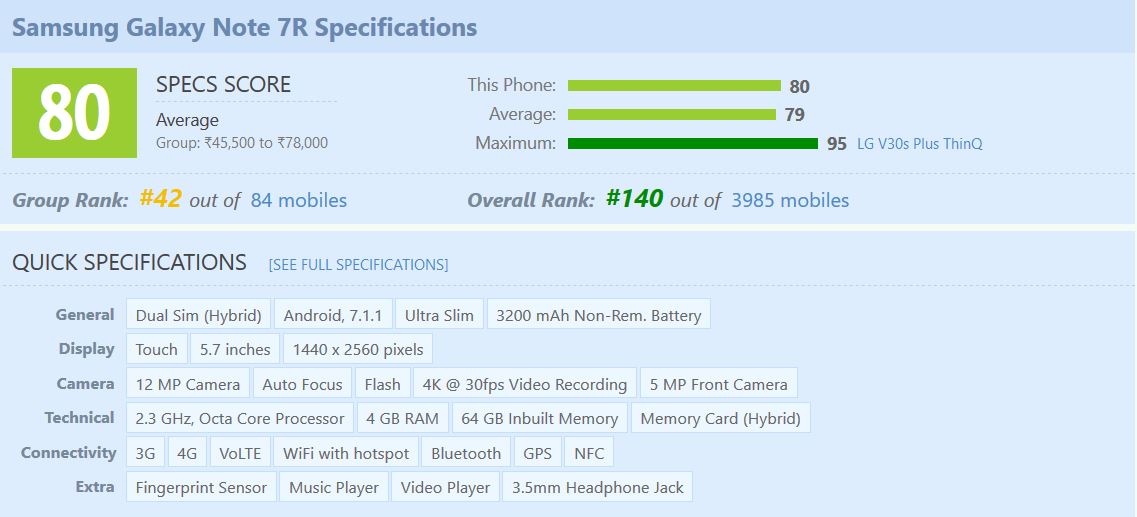 Samsung Galaxy Note 7R Specifications
80
SPECS SCORE
Average
Group: ₹45,500 to ₹78,000
This Phone: 80
Average: 79
Maximum: 95 LG V30s Plus ThinQ
Group Rank: #42 out of 84 mobiles
Overall Rank: #140 out of 3985 mobiles
QUICK SPECIFICATIONS [SEE FULL SPECIFICATIONS]
General Dual Sim (Hybrid) Android, 7.1.1 Ultra Slim 3200 mAh Non-Rem. Battery
Display Touch 5.7 inches 1440 x 2560 pixels
Camera 12 MP Camera Auto Focus Flash 4K @ 30fps Video Recording 5 MP Front Camera
Technical 2.3 GHz, Octa Core Processor 4 GB RAM 64 GB Inbuilt Memory Memory Card (Hybrid)
Connectivity 3G 4G VoLTE WiFi with hotspot Bluetooth GPS NFC
Extra Fingerprint Sensor Music Player Video Player 3.5mm Headphone Jack